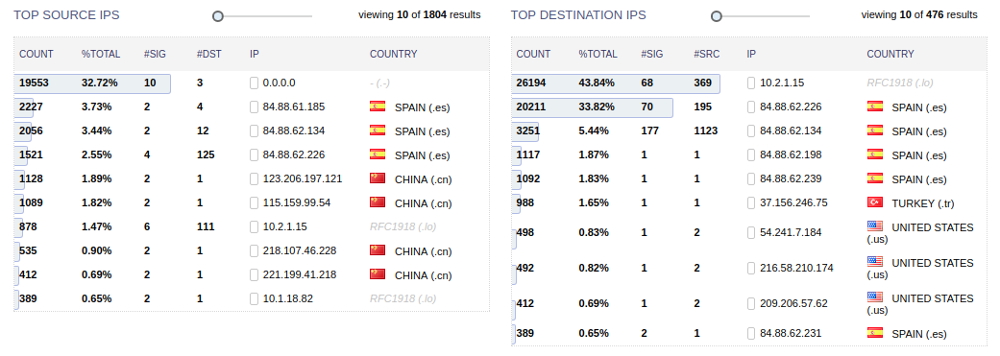 TOP SOURCE IPS
viewing 10 of 1804 results
COUNT %TOTAL #SIG #DST IP COUNTRY
19553 32.72% 10 3 0.0.0.0 - (.-)
2227 3.73% 2 4 84.88.61.185 SPAIN (.es)
2056 3.44% 2 12 84.88.62.134 SPAIN (.es)
1521 2.55% 4 125 84.88.62.226 SPAIN (.es)
1128 1.89% 2 1 123.206.197.121 CHINA (.cn)
1089 1.82% 2 1 115.159.99.54 CHINA (.cn)
878 1.47% 6 111 10.2.1.15 RFC1918 (.lo)
535 0.90% 2 1 218.107.46.228 CHINA (.cn)
412 0.69% 2 1 221.199.41.218 CHINA (.cn)
389 0.65% 2 1 10.1.18.82 RFC1918 (.lo)
TOP DESTINATION IPS
viewing 10 of 476 results
COUNT %TOTAL #SIG #SRC IP COUNTRY
26194 43.84% 68 369 10.2.1.15 RFC1918 (.lo)
20211 33.82% 70 195 84.88.62.226 SPAIN (.es)
3251 5.44% 177 1123 84.88.62.134 SPAIN (.es)
1117 1.87% 1 1 84.88.62.198 SPAIN (.es)
1092 1.83% 1 1 84.88.62.239 SPAIN (.es)
988 1.65% 1 1 37.156.246.75 TURKEY (.tr)
498 0.83% 1 2 54.241.7.184 UNITED STATES
(.us)
492 0.82% 1 2 216.58.210.174 UNITED STATES
(.us)
412 0.69% 1 2 209.206.57.62 UNITED STATES
(.us)
389 0.65% 2 1 84.88.62.231 SPAIN (.es)